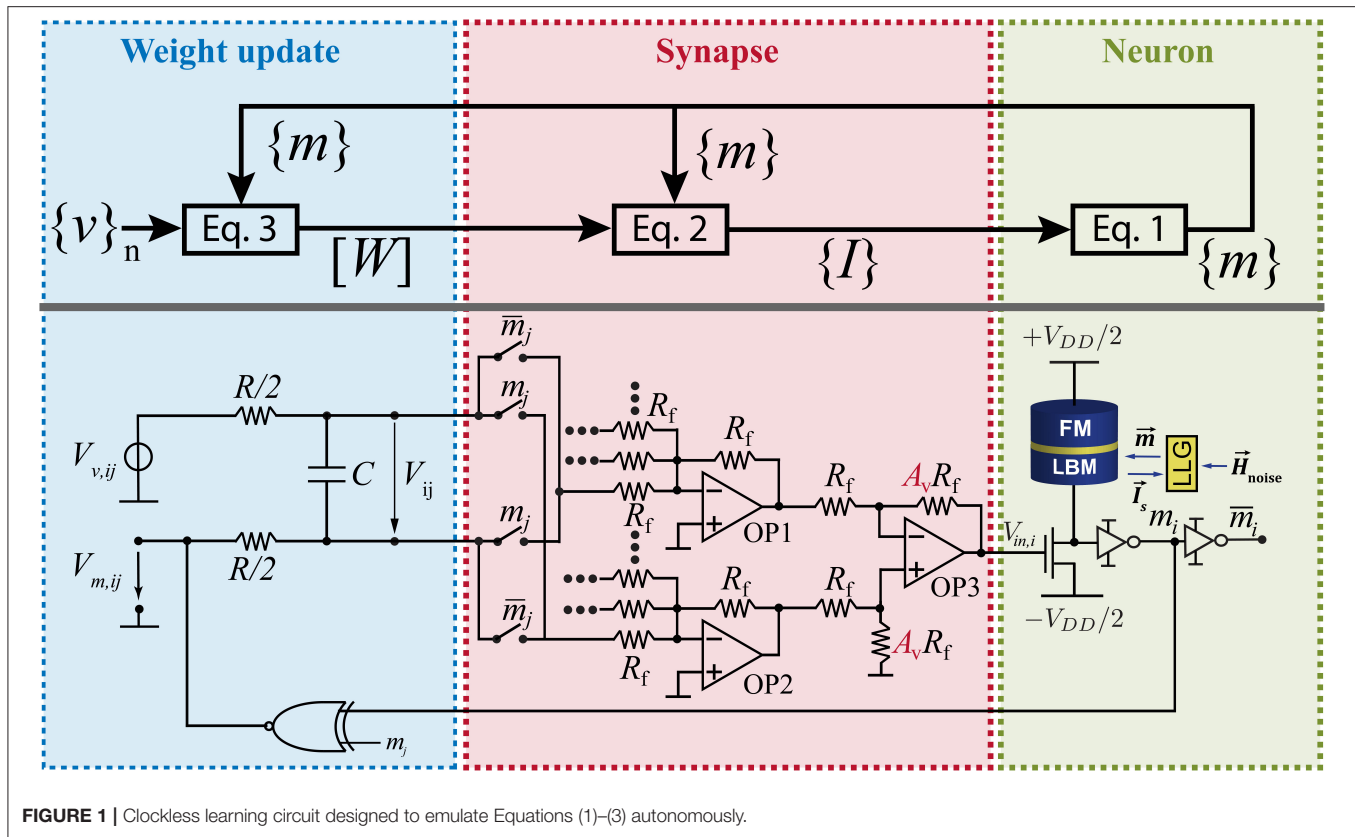 Weight update
Synapse
Neuron
{m}
{m}
{v}n
Eq. 3
Eq. 2
Eq. 1
[W]
{I}
{m}
m̅j
+VDD/2
R/2
mj
Rf
Rf
FM
m⃗
LBM
LLG
H⃗noise
I⃗s
Vv,ij
C
Vij
Rf
AvRf
Rf
OP1
mj
Vin,i
mi
m̅i
R/2
Vm,ij
OP3
Rf
Rf
m̅j
−VDD/2
Rf
OP2
AvRf
mj
FIGURE 1 | Clockless learning circuit designed to emulate Equations (1)–(3) autonomously.